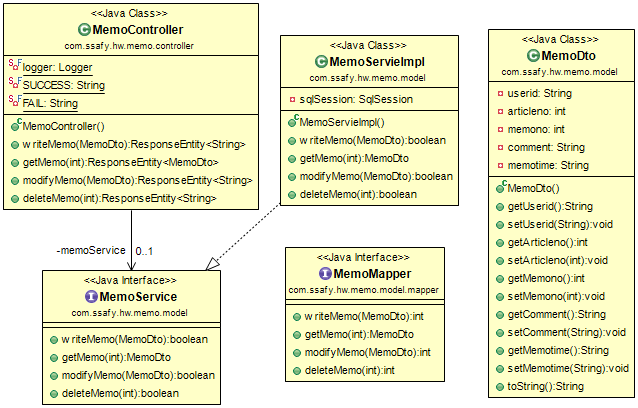 <<Java Class>>
MemoController
com.ssafy.hw.memo.controller
logger: Logger
SUCCESS: String
FAIL: String
MemoController()
writeMemo(MemoDto):ResponseEntity<String>
getMemo(int):ResponseEntity<MemoDto>
modifyMemo(MemoDto):ResponseEntity<String>
deleteMemo(int):ResponseEntity<String>
<<Java Class>>
MemoServieImpl
com.ssafy.hw.memo.model
sqlSession: SqlSession
MemoServieImpl()
writeMemo(MemoDto):boolean
getMemo(int):MemoDto
modifyMemo(MemoDto):boolean
deleteMemo(int):boolean
<<Java Class>>
MemoDto
com.ssafy.hw.memo.model
userid: String
articleno: int
memono: int
comment: String
memotime: String
MemoDto()
getUserid():String
setUserid(String):void
getArticleno():int
setArticleno(int):void
getMemono():int
setMemono(int):void
getComment():String
setComment(String):void
getMemotime():String
setMemotime(String):void
toString():String
-memoService
0..1
<<Java Interface>>
MemoService
com.ssafy.hw.memo.model
writeMemo(MemoDto):boolean
getMemo(int):MemoDto
modifyMemo(MemoDto):boolean
deleteMemo(int):boolean
<<Java Interface>>
MemoMapper
com.ssafy.hw.memo.model.mapper
writeMemo(MemoDto):int
getMemo(int):MemoDto
modifyMemo(MemoDto):int
deleteMemo(int):int